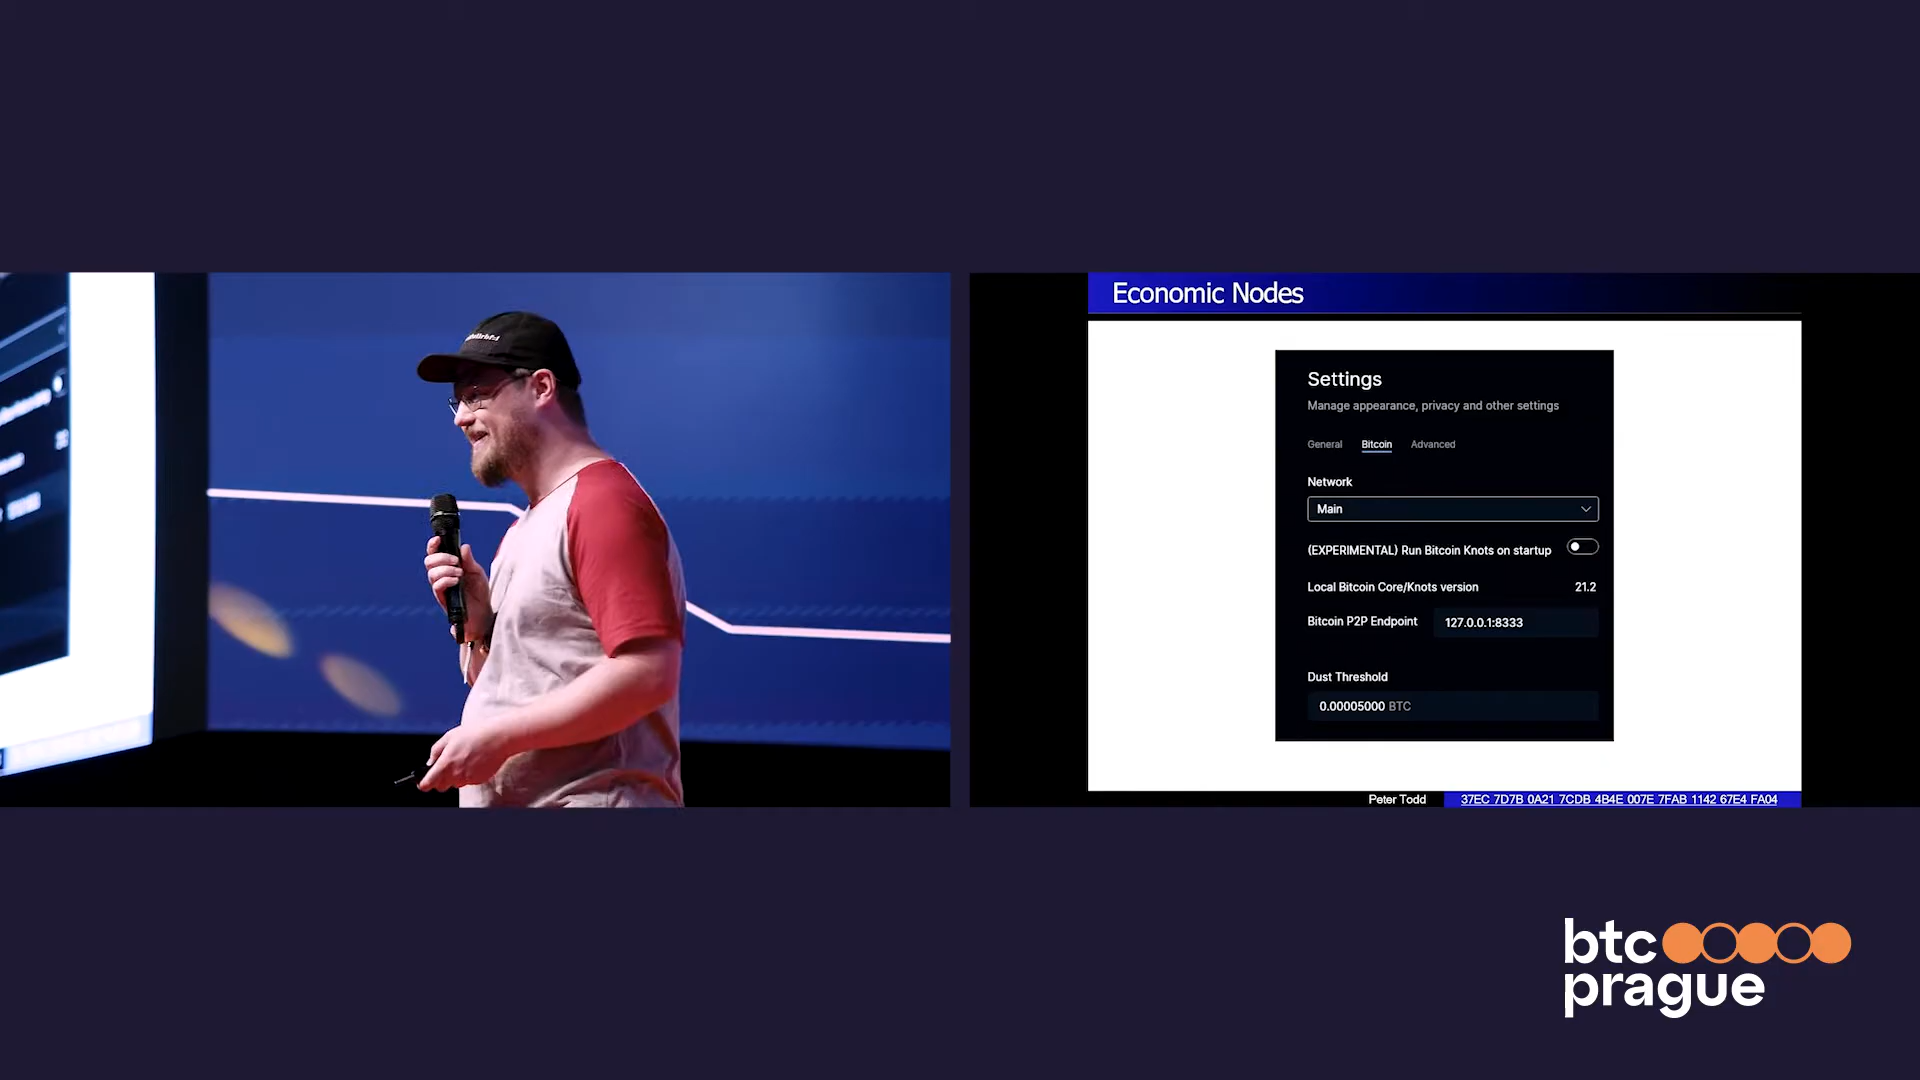 Economic Nodes
Settings
Manage appearance, privacy and other settings
General Bitcoin Advanced
Network
Main
(EXPERIMENTAL) Run Bitcoin Knots on startup
Local Bitcoin Core/Knots version 21.2
Bitcoin P2P Endpoint 127.0.0.1:8333
Dust Threshold
0.00005000 BTC
Peter Todd 37EC 7D7B 0A21 7CDB 4B4E 007E 7FAB 1142 67E4 FA04
btc
prague